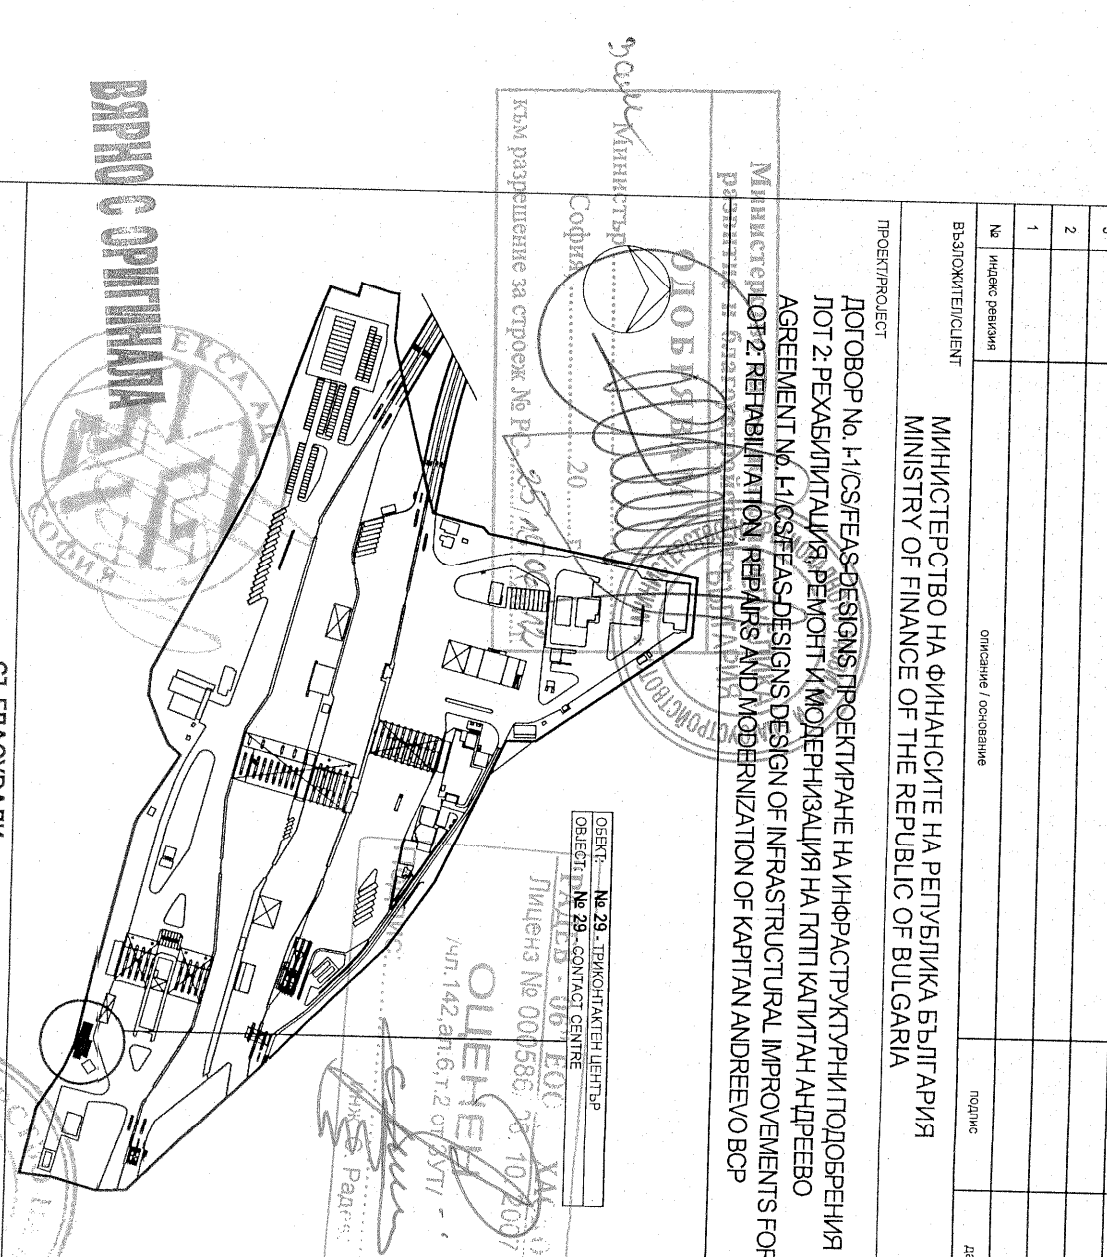 2
1
№ индекс ревизия описание / основание подпис
ВЪЗЛОЖИТЕЛ/CLIENT
МИНИСТЕРСТВО НА ФИНАНСИТЕ НА РЕПУБЛИКА БЪЛГАРИЯ
MINISTRY OF FINANCE OF THE REPUBLIC OF BULGARIA
ПРОЕКТ/PROJECT
ДОГОВОР No. I-1/CS/FEAS-DESIGNS ПРОЕКТИРАНЕ НА ИНФРАСТРУКТУРНИ ПОДОБРЕНИЯ
ЛОТ 2: РЕХАБИЛИТАЦИЯ, РЕМОНТ И МОДЕРНИЗАЦИЯ НА ГКПП КАПИТАН АНДРЕЕВО
AGREEMENT No. I-1/CS/FEAS-DESIGNS DESIGN OF INFRASTRUCTURAL IMPROVEMENTS FOR
LOT 2: REHABILITATION, REPAIRS AND MODERNIZATION OF KAPITAN ANDREEVO BCP
ОДОБРЯВА
Министър
София 20
към разрешение за строеж № РС
ОБЕКТ: № 29 - ТРИКОНТАКТЕН ЦЕНТЪР
OBJECT: № 29 - CONTACT CENTRE
Лиценз № 000586
ОЦЕНЕН
/чл.142,ал.6,т.2 от ЗУТ/
ВЯРНО С ОРИГИНАЛА
ЕКСА АД
СОФИЯ